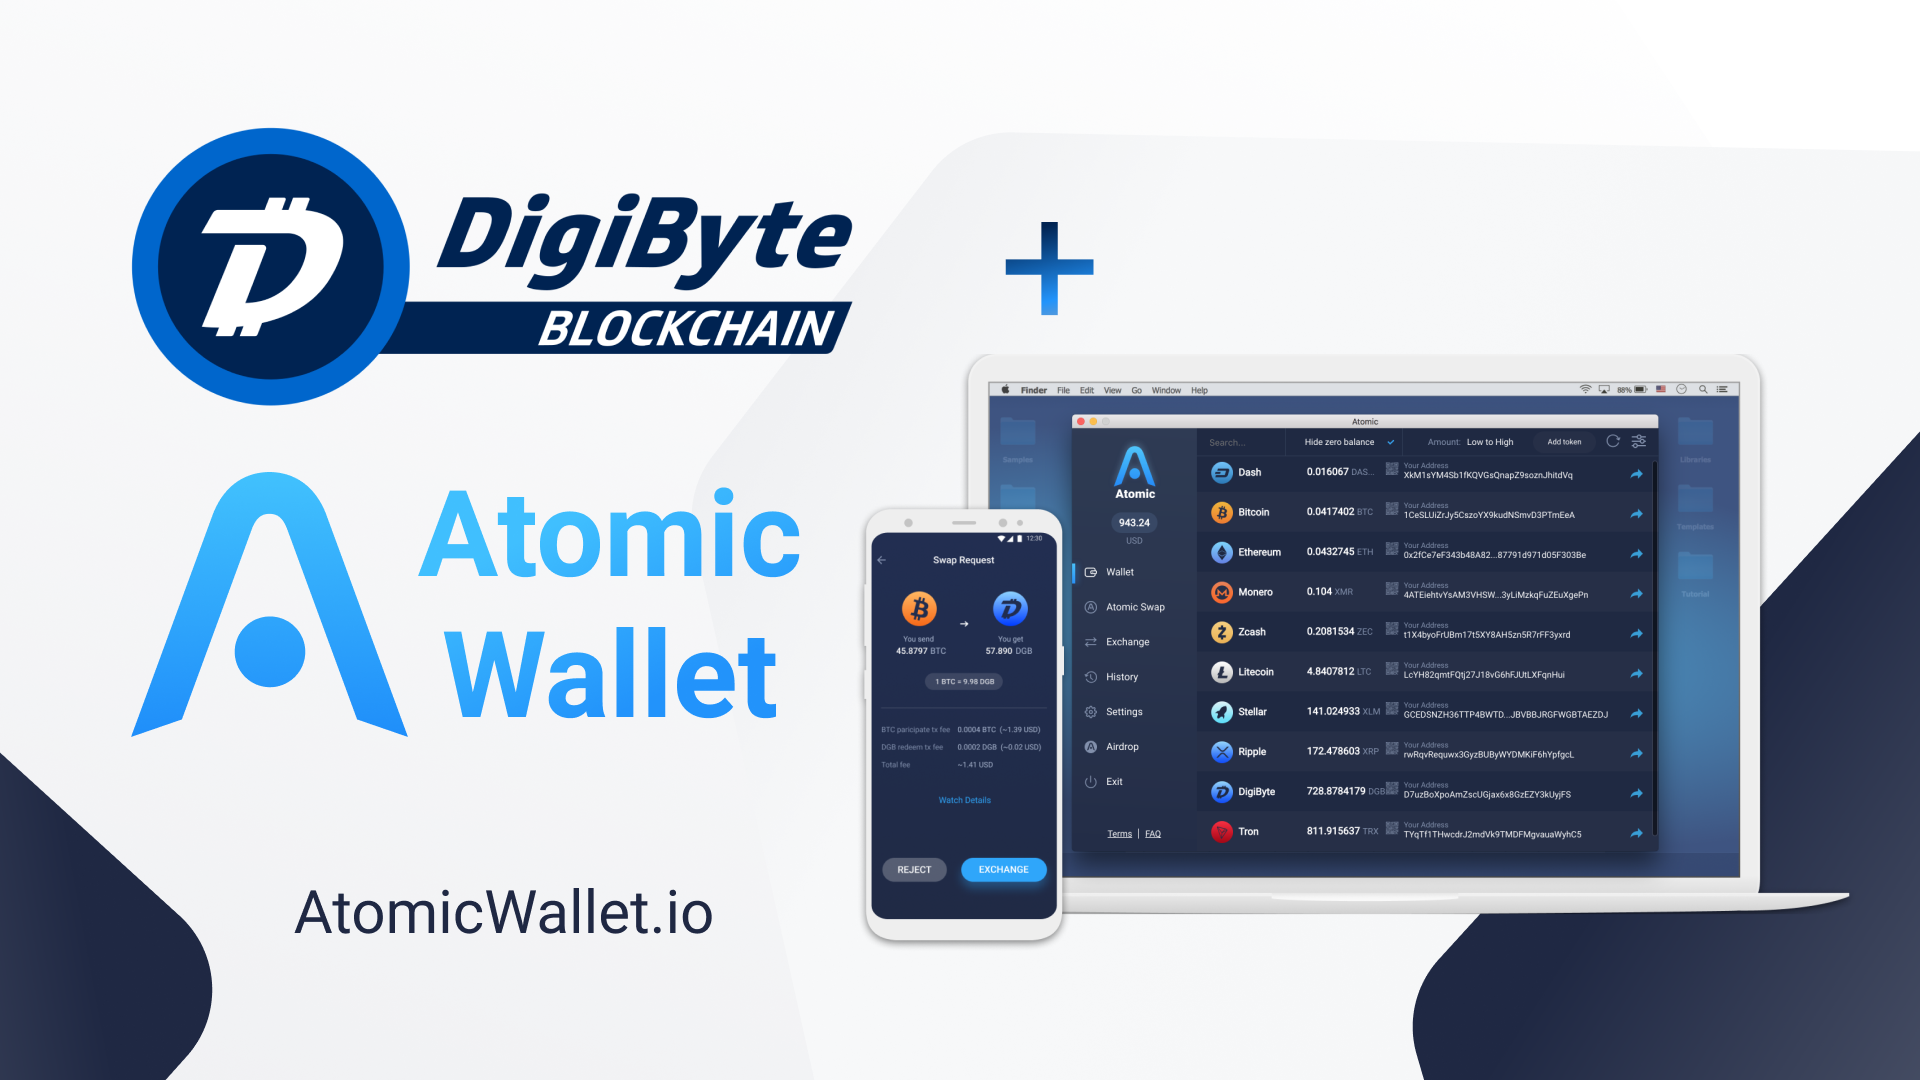 DigiByte
BLOCKCHAIN
Atomic
Wallet
AtomicWallet.io
12:30
Swap Request
You send
You get
45.8797 BTC
57.890 DGB
1 BTC = 9.98 DGB
BTC paricipate tx fee 0.0004 BTC (~1.39 USD)
DGB redeem tx fee 0.0002 DGB (~0.02 USD)
Total fee ~1.41 USD
Watch Details
REJECT
EXCHANGE
Finder File Edit View Go Window Help
88%
Samples
Libraries
Templates
Tutorial
Atomic
Atomic
943.24
USD
Wallet
Atomic Swap
Exchange
History
Settings
Airdrop
Exit
Terms | FAQ
Search...
Hide zero balance
Amount: Low to High
Add token
Dash 0.016067 DAS... Your Address
XkM1sYM4Sb1fKQVGsQnapZ9soznJhitdVq
Bitcoin 0.0417402 BTC Your Address
1CeSLUiZrJy5CszoYX9kudNSmvD3PTmEeA
Ethereum 0.0432745 ETH Your Address
0x2fCe7eF343b48A82...87791d971d05F303Be
Monero 0.104 XMR Your Address
4ATEiehtvYsAM3VHSW...3yLiMzkqFuZEuXgePn
Zcash 0.2081534 ZEC Your Address
t1X4byoFrUBm17t5XY8AH5zn5R7rFF3yxrd
Litecoin 4.8407812 LTC Your Address
LcYH82qmtFQtj27J18vG6hFJUtLXFqnHui
Stellar 141.024933 XLM Your Address
GCEDSNZH36TTP4BWTD...JBVBBJRGFWGBTAEZDJ
Ripple 172.478603 XRP Your Address
rwRqvRequwx3GyzBUByWYDMKiF6hYpfgcL
DigiByte 728.8784179 DGB Your Address
D7uzBoXpoAmZscUGjax6x8GzEZY3kUyjFS
Tron 811.915637 TRX Your Address
TYqTf1THwcdrJ2mdVk9TMDFMgvauaWyhC5